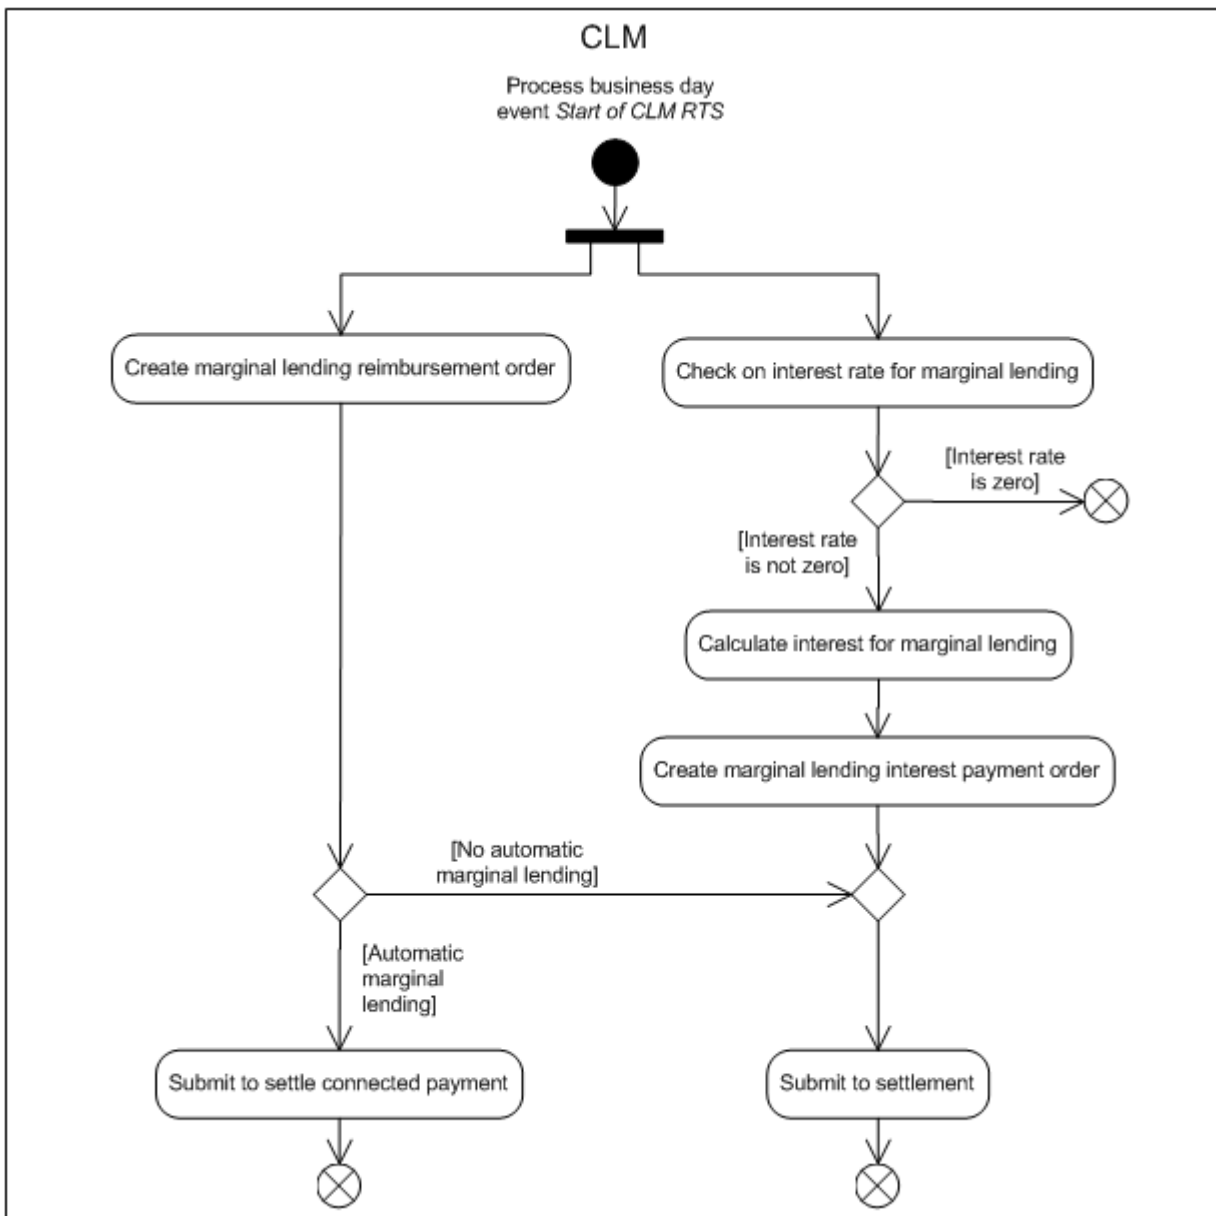 CLM
Process business day
event Start of CLM RTS
Create marginal lending reimbursement order
Check on interest rate for marginal lending
[Interest rate
is zero]
[Interest rate
is not zero]
Calculate interest for marginal lending
Create marginal lending interest payment order
[No automatic
marginal lending]
[Automatic
marginal
lending]
Submit to settle connected payment
Submit to settlement